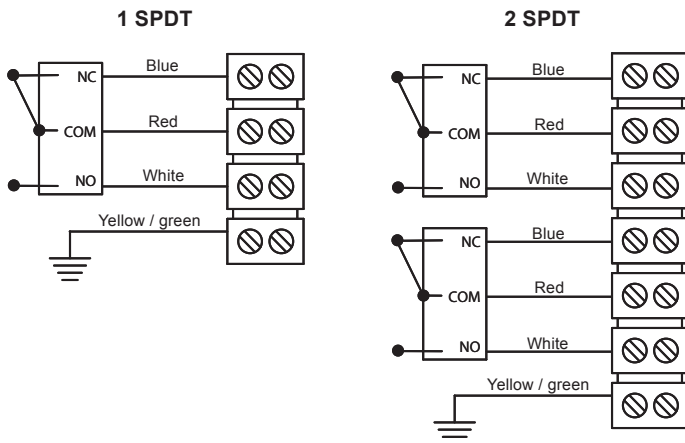 1 SPDT
NC
Blue
COM
Red
NO
White
Yellow / green
2 SPDT
NC
Blue
COM
Red
NO
White
NC
Blue
COM
Red
NO
White
Yellow / green